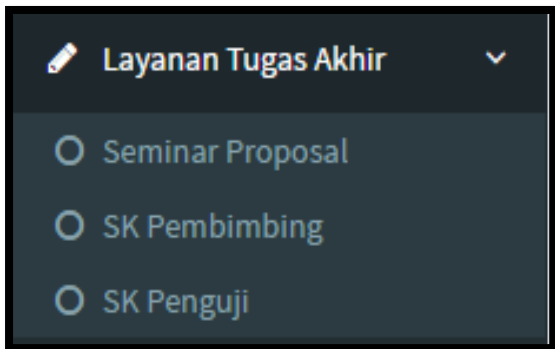 Layanan Tugas Akhir
Seminar Proposal
SK Pembimbing
SK Penguji